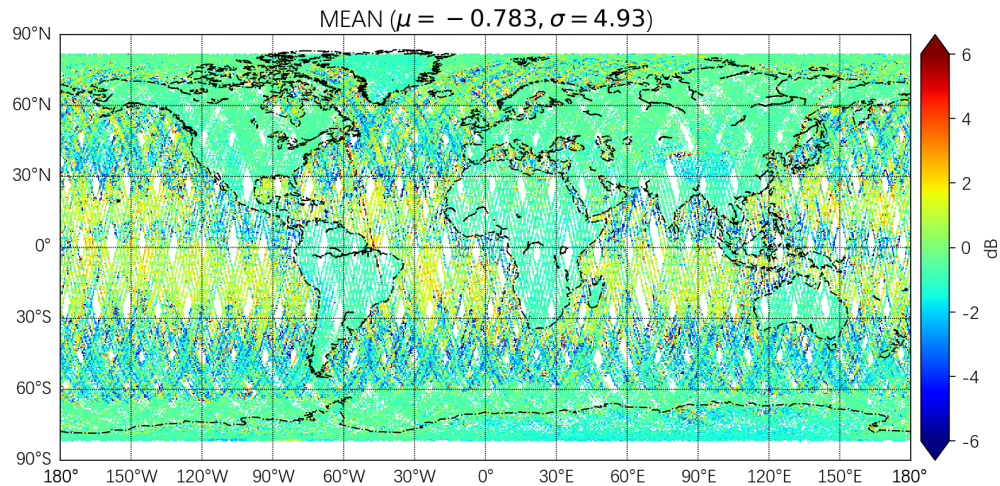 MEAN (μ = − 0.783, σ = 4.93)
90°N
60°N
30°N
0°
30°S
60°S
90°S
180° 150°W 120°W 90°W 60°W 30°W 0° 30°E 60°E 90°E 120°E 150°E 180°
6
4
2
0
−2
−4
−6
dB